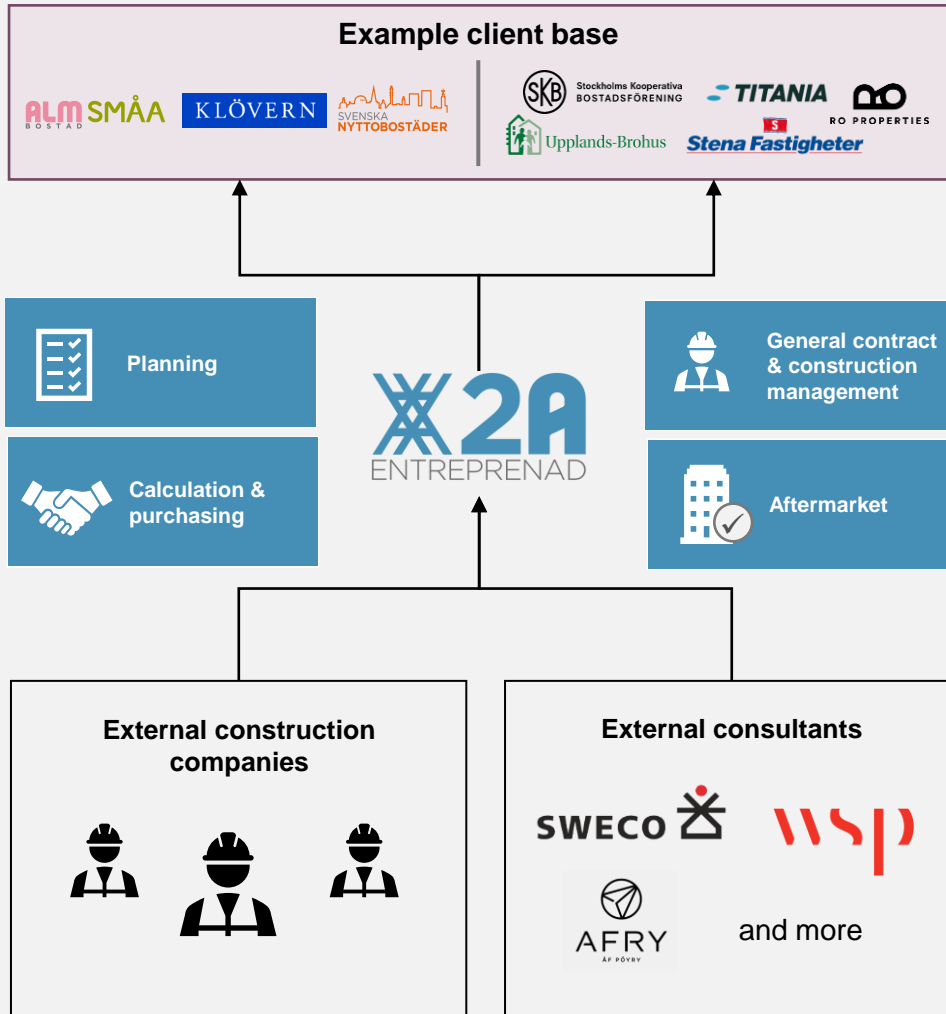 Example client base
ALM
BOSTAD
SMÅA
KLÖVERN
SVENSKA
NYTTOBOSTÄDER
SKB
Stockholms Kooperativa
BOSTADSFÖRENING
TITANIA
RO PROPERTIES
Upplands-Brohus
S
Stena Fastigheter
Planning
Calculation &
purchasing
2A
ENTREPRENAD
General contract
& construction
management
Aftermarket
External construction
companies
External consultants
SWECO
wsp
AFRY
ÅF PÖYRY
and more